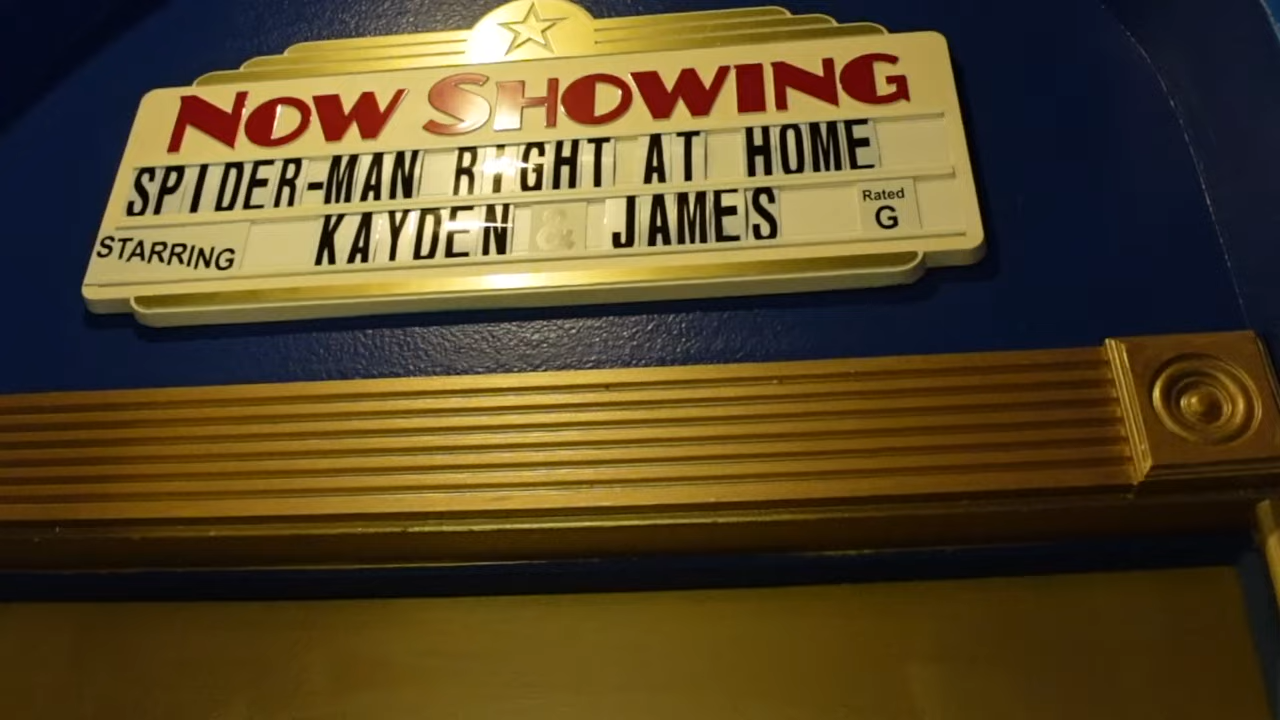 NOW SHOWING
SPIDER-MAN RIGHT AT HOME
STARRING KAYDEN & JAMES Rated G